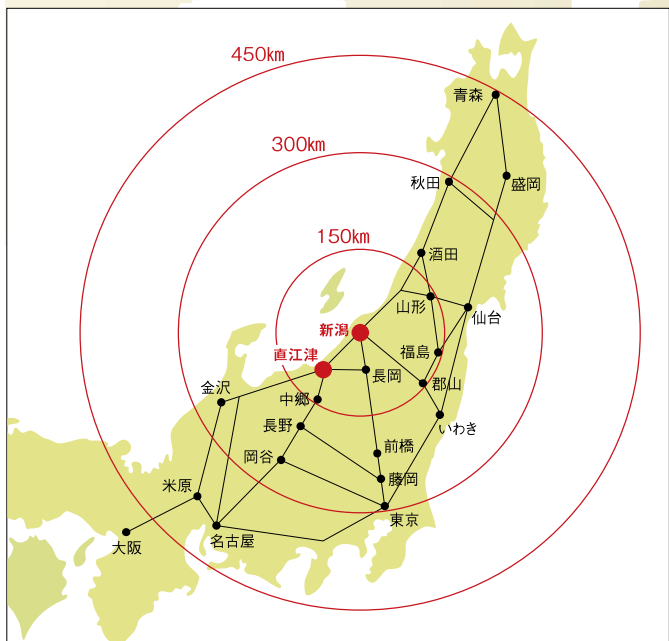 450km
青森
300km
秋田
盛岡
150km
酒田
山形
仙台
新潟
直江津
福島
長岡
郡山
金沢
中郷
いわき
長野
前橋
岡谷
藤岡
米原
東京
名古屋
大阪